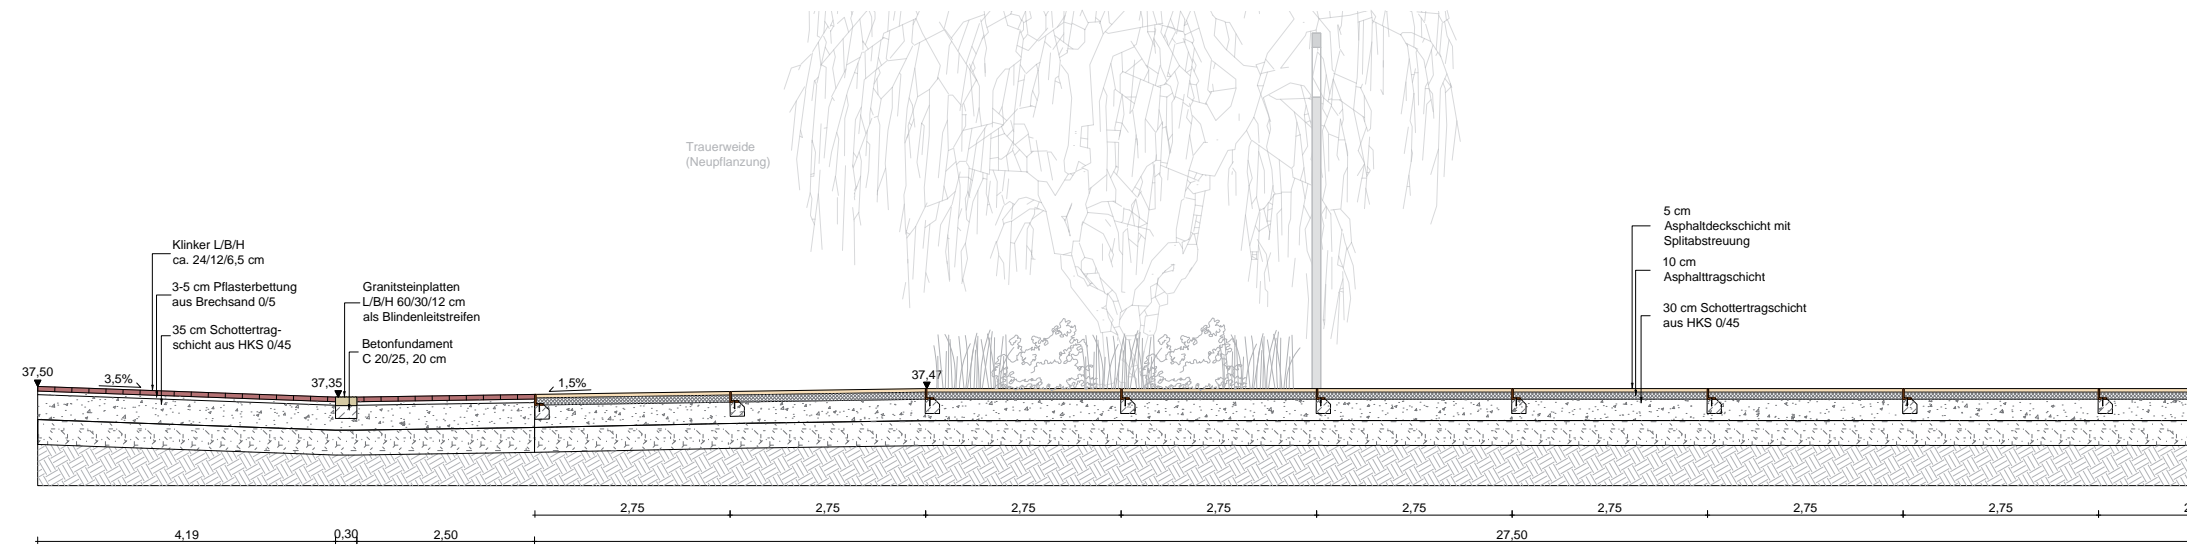 Trauerweide
(Neupflanzung)
5 cm
Asphaltdeckschicht mit
Splitabstreuung
10 cm
Asphalttragschicht
30 cm Schottertragschicht
aus HKS 0/45
Klinker L/B/H
ca. 24/12/6,5 cm
3-5 cm Pflasterbettung
aus Brechsand 0/5
35 cm Schottertrag-
schicht aus HKS 0/45
Granitsteinplatten
L/B/H 60/30/12 cm
als Blindenleitstreifen
Betonfundament
C 20/25, 20 cm
37,50
3,5%
37,35
1,5%
37,47
2,75
2,75
2,75
2,75
2,75
2,75
2,75
2,75
4,19
0,30
2,50
27,50